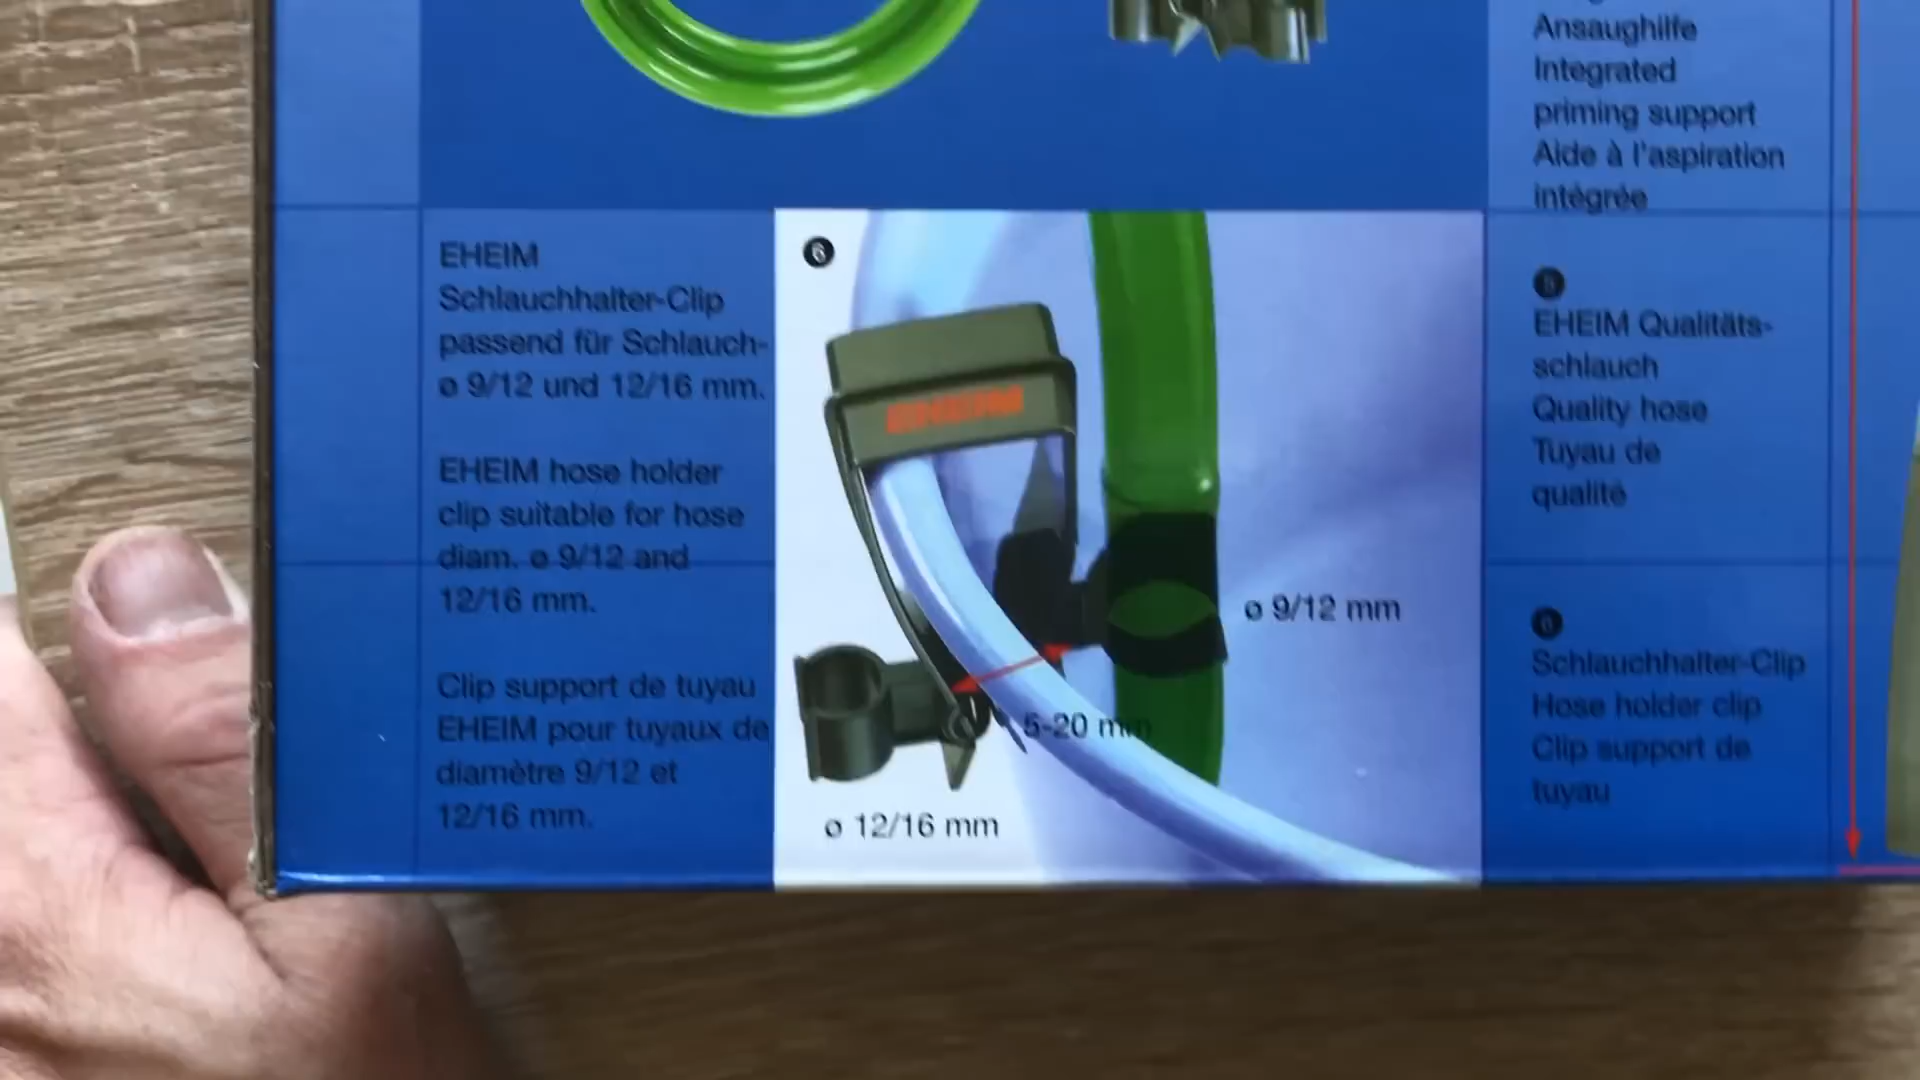 EHEIM
Schlauchhalter-Clip
passend für Schlauch-
ø 9/12 und 12/16 mm.
EHEIM hose holder
clip suitable for hose
diam. ø 9/12 and
12/16 mm.
Clip support de tuyau
EHEIM pour tuyaux de
diamètre 9/12 et
12/16 mm.
6
EHEIM
ø 9/12 mm
5-20 mm
ø 12/16 mm
Ansaughilfe
Integrated
priming support
Aide à l'aspiration
intégrée
5
EHEIM Qualitäts-
schlauch
Quality hose
Tuyau de
qualité
6
Schlauchhalter-Clip
Hose holder clip
Clip support de
tuyau